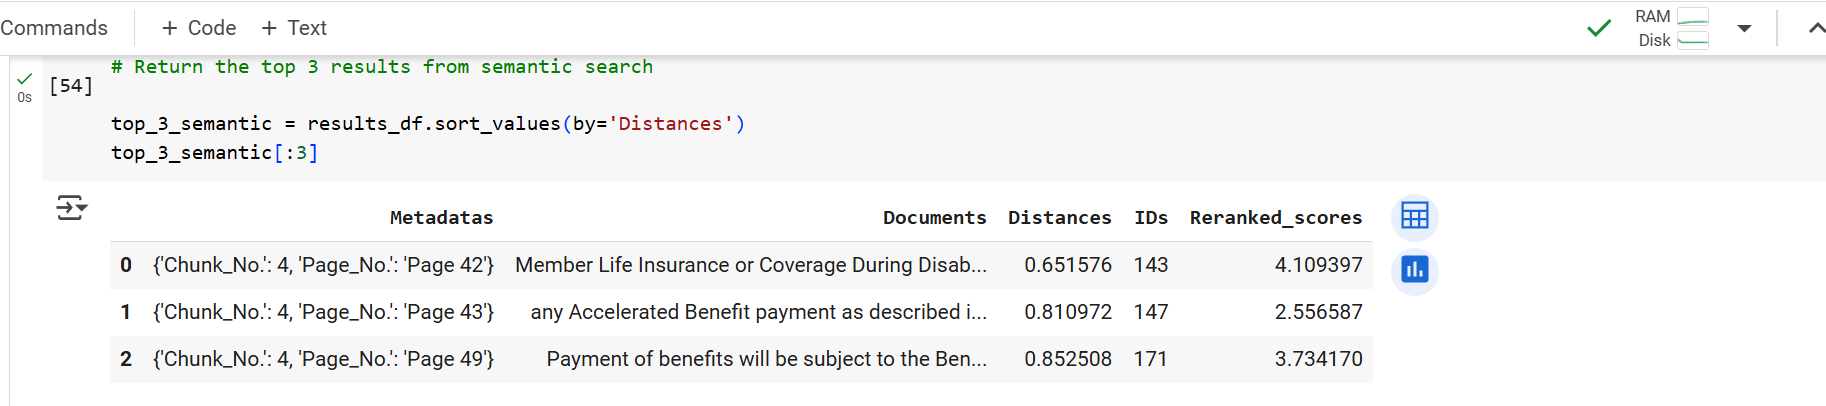 Commands + Code + Text RAM
Disk
# Return the top 3 results from semantic search
[54]
0s
top_3_semantic = results_df.sort_values(by='Distances')
top_3_semantic[:3]
Metadatas Documents Distances IDs Reranked_scores
0 {'Chunk_No.': 4, 'Page_No.': 'Page 42'} Member Life Insurance or Coverage During Disab... 0.651576 143 4.109397
1 {'Chunk_No.': 4, 'Page_No.': 'Page 43'} any Accelerated Benefit payment as described i... 0.810972 147 2.556587
2 {'Chunk_No.': 4, 'Page_No.': 'Page 49'} Payment of benefits will be subject to the Ben... 0.852508 171 3.734170